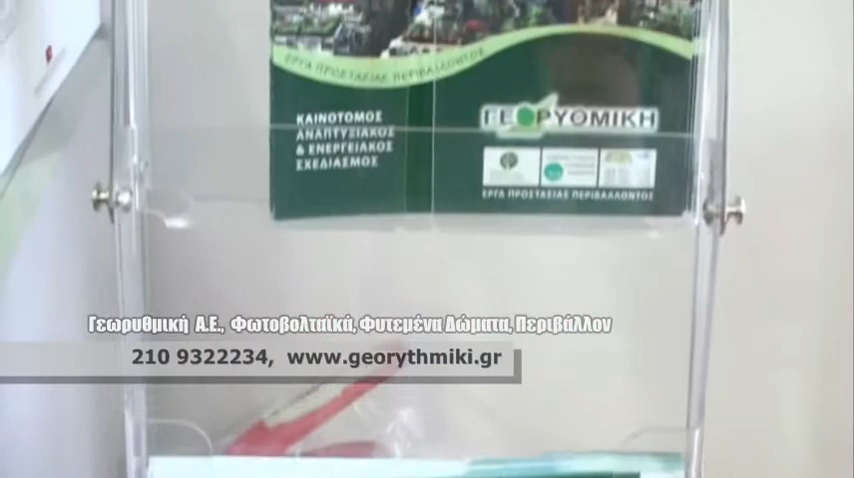 ΕΡΓΑ ΠΡΟΣΤΑΣΙΑΣ ΠΕΡΙΒΑΛΛΟΝΤΟΣ
ΚΑΙΝΟΤΟΜΟΣ
ΑΝΑΠΤΥΞΙΑΚΟΣ
& ΕΝΕΡΓΕΙΑΚΟΣ
ΣΧΕΔΙΑΣΜΟΣ
ΓΕΩΡΥΘΜΙΚΗ
ΕΡΓΑ ΠΡΟΣΤΑΣΙΑΣ ΠΕΡΙΒΑΛΛΟΝΤΟΣ
Γεωρυθμική Α.Ε., Φωτοβολταϊκά, Φυτεμένα Δώματα, Περιβάλλον
210 9322234, www.georythmiki.gr